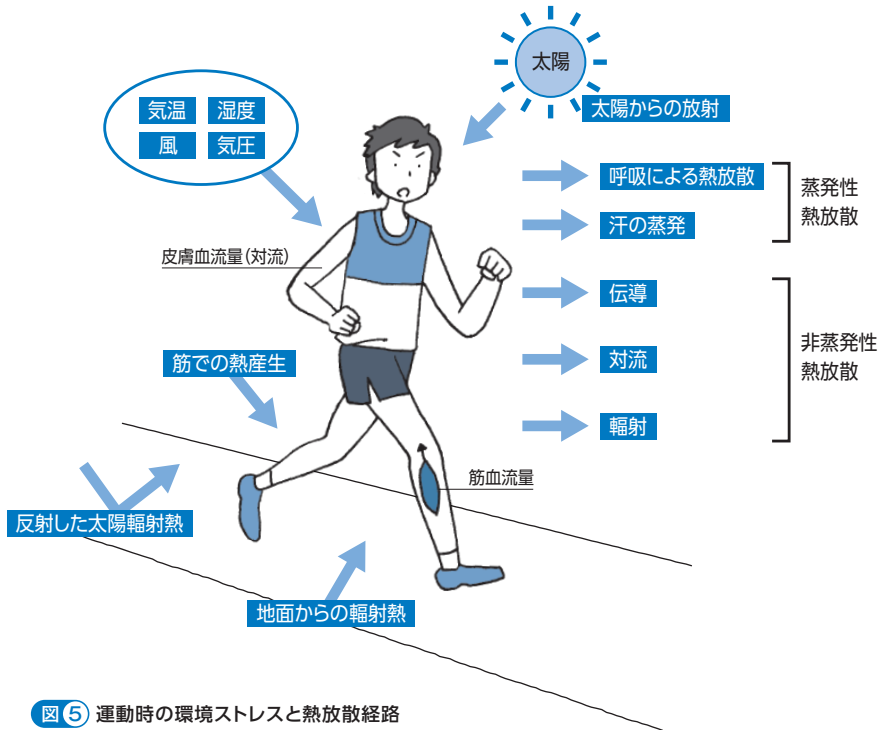 太陽
太陽からの放射
気温 湿度
風 気圧
呼吸による熱放散
汗の蒸発
蒸発性
熱放散
皮膚血流量(対流)
伝導
対流
輻射
非蒸発性
熱放散
筋での熱産生
筋血流量
反射した太陽輻射熱
地面からの輻射熱
図5 運動時の環境ストレスと熱放散経路